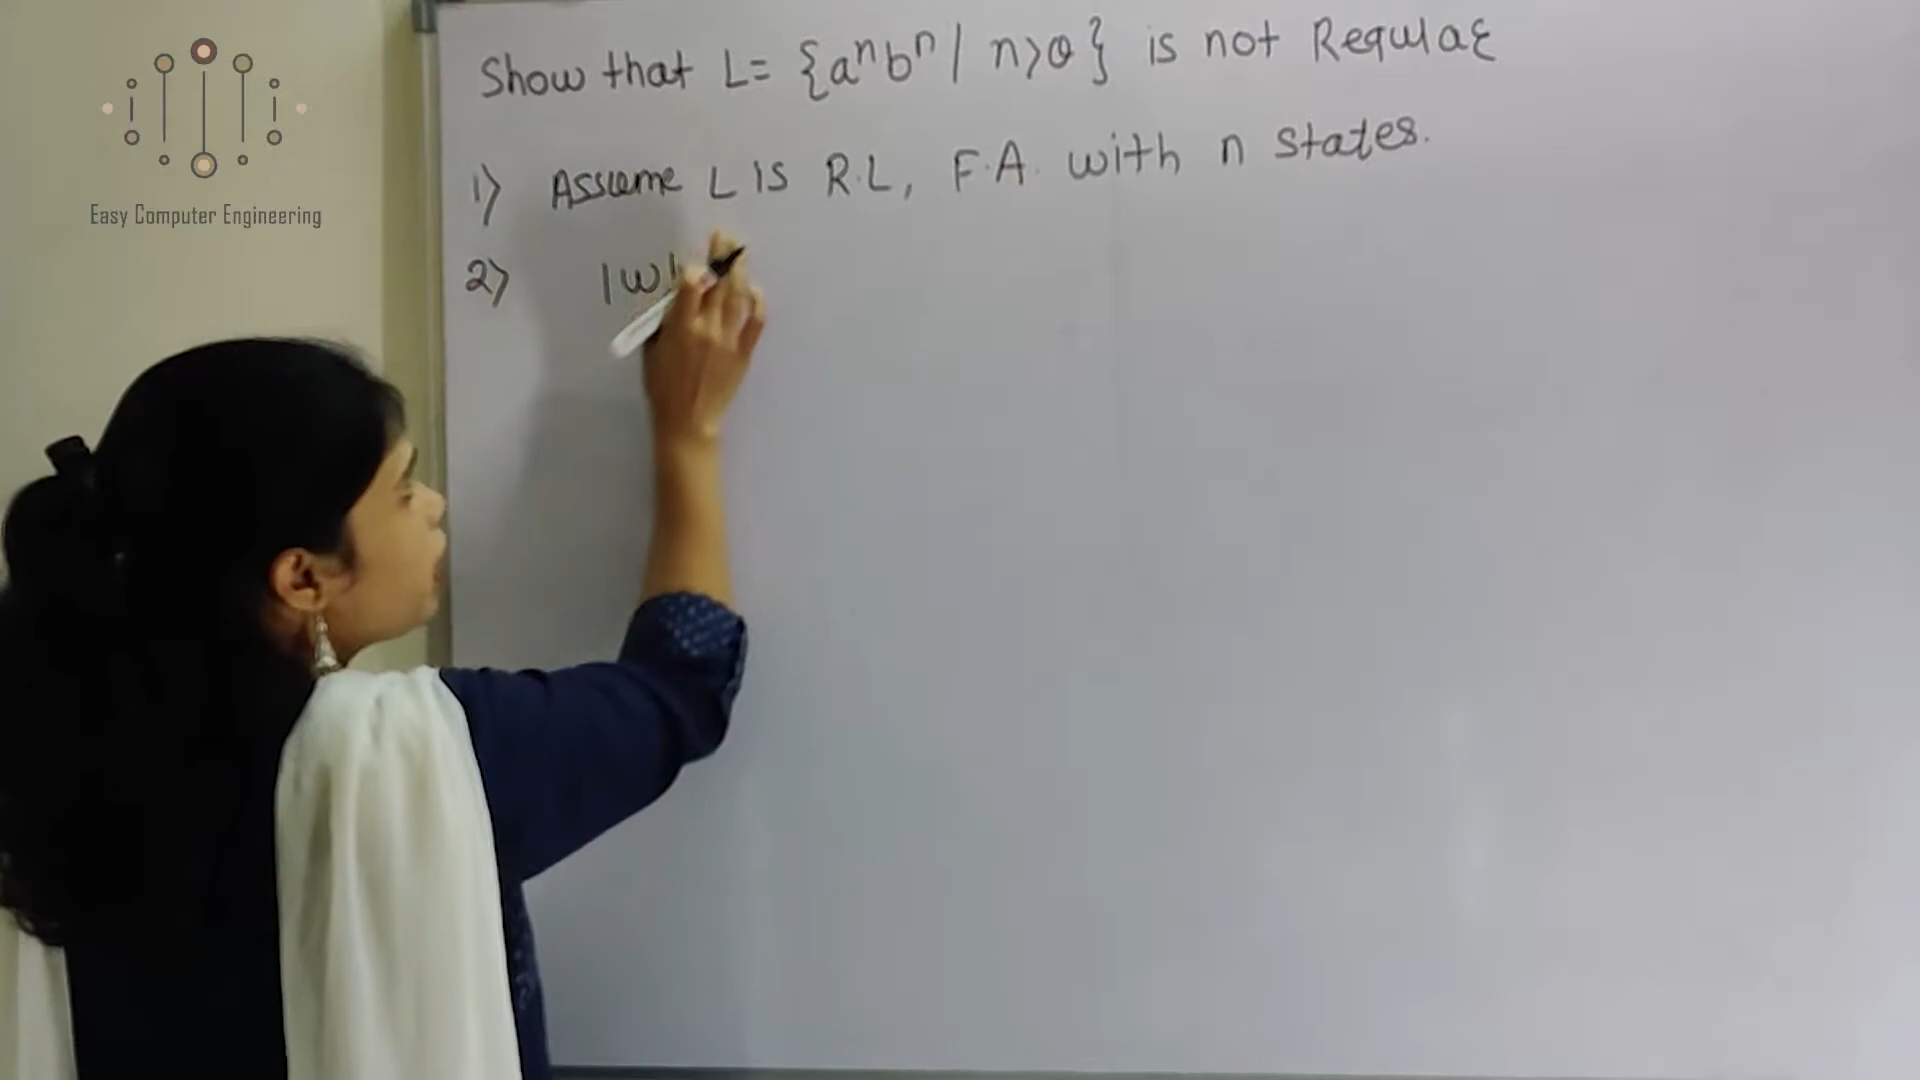 Easy Computer Engineering
Show that L= {aⁿbⁿ | n>0} is not Regular
1) Assume L is R.L, F.A. with n states.
2) |w|